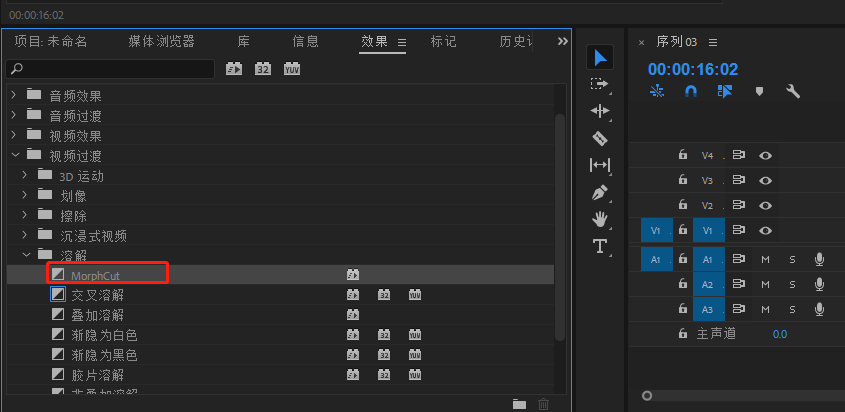 00:00:16:02
项目: 未命名 媒体浏览器 库 信息 效果 标记 历史
32 YUV
音频效果
音频过渡
视频效果
视频过渡
3D 运动
划像
擦除
沉浸式视频
溶解
MorphCut
交叉溶解 32 YUV
叠加溶解
渐隐为白色 32 YUV
渐隐为黑色 32 YUV
胶片溶解 32 YUV
非叠加溶解
× 序列 03
00:00:16:02
V4
V3
V2
V1 V1
A1 A1 M S
A2 M S
A3 M S
主声道 0.0
T